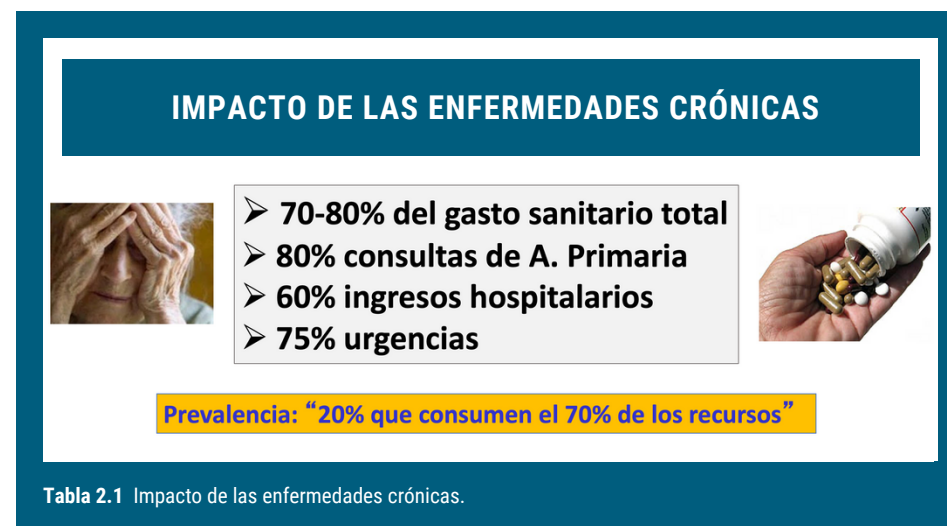 IMPACTO DE LAS ENFERMEDADES CRÓNICAS
➢ 70-80% del gasto sanitario total
➢ 80% consultas de A. Primaria
➢ 60% ingresos hospitalarios
➢ 75% urgencias
Prevalencia: “20% que consumen el 70% de los recursos”
Tabla 2.1 Impacto de las enfermedades crónicas.